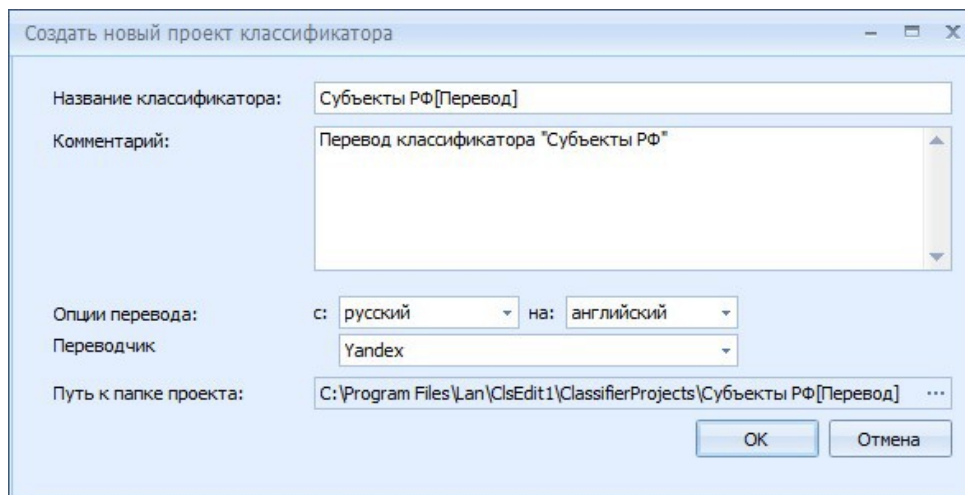 Создать новый проект классификатора
Название классификатора: Субъекты РФ[Перевод]
Комментарий: Перевод классификатора "Субъекты РФ"
Опции перевода: с: русский на: английский
Переводчик Yandex
Путь к папке проекта: C:\Program Files\Lan\ClsEdit1\ClassifierProjects\Субъекты РФ[Перевод] ...
OK Отмена